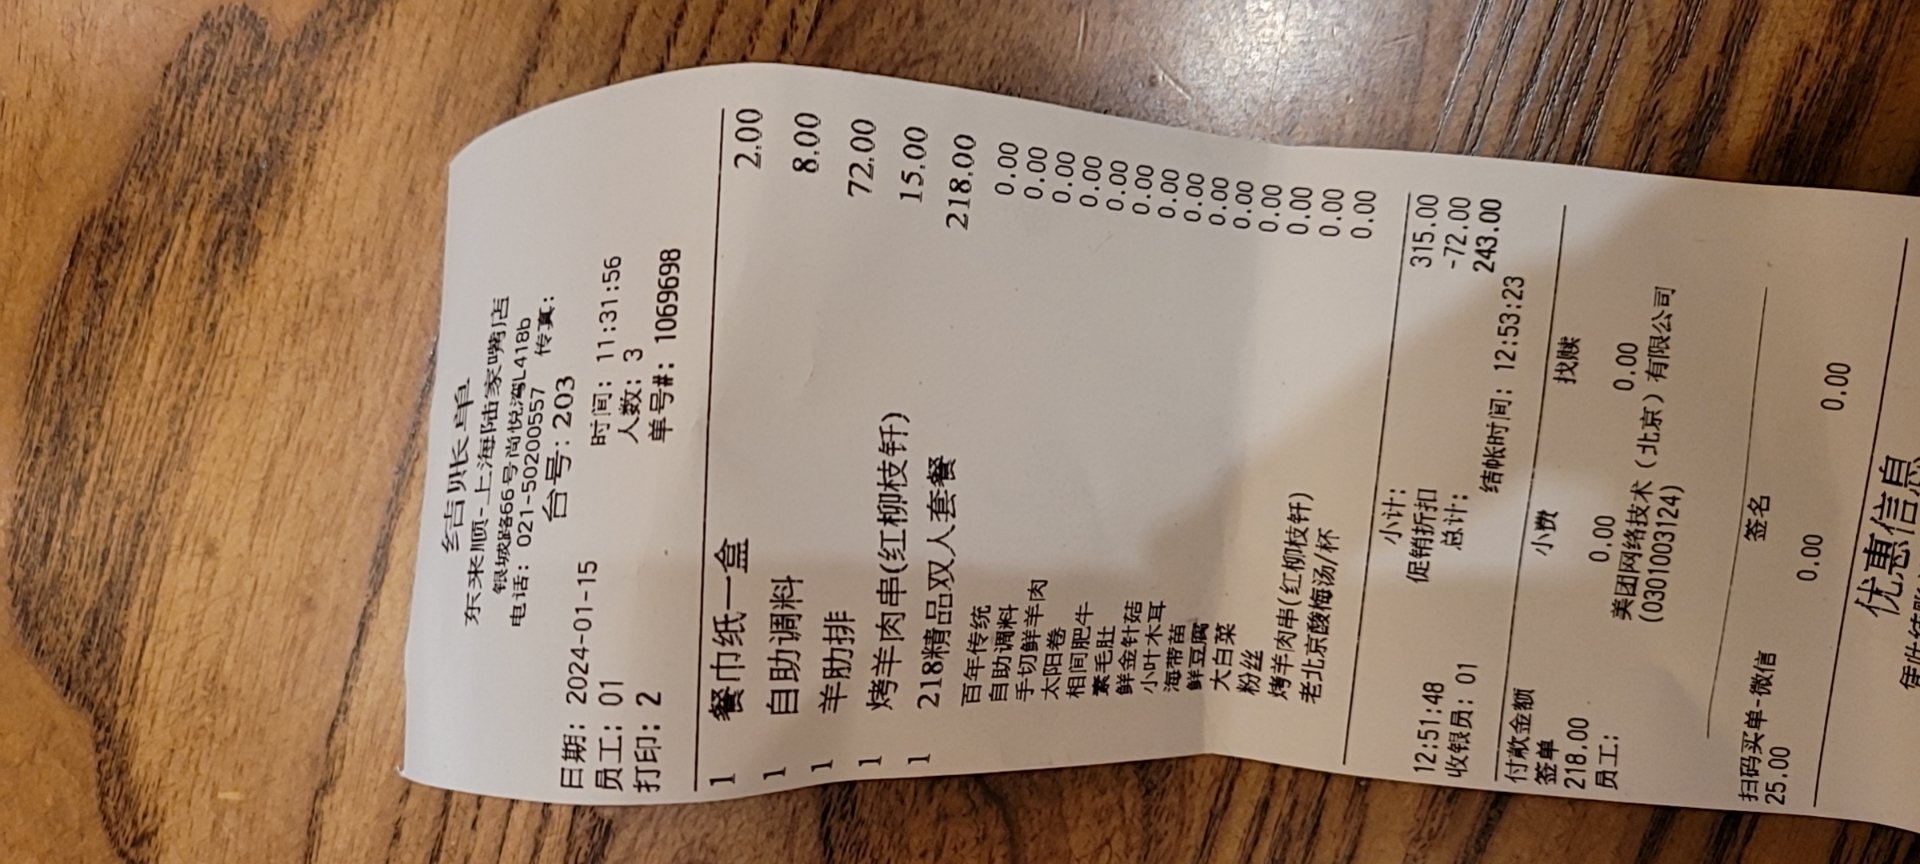 结账单
东来顺-上海陆家嘴店
银城路66号尚悦湾L418b
电话: 021-50200557 传真:
台号: 203
日期: 2024-01-15 时间: 11:31:56
员工: 01 人数: 3
打印: 2 单号#: 1069698
1 餐巾纸一盒 2.00
1 自助调料 8.00
1 羊肋排 72.00
1 烤羊肉串(红柳枝钎) 15.00
1 218精品双人套餐 218.00
百年传统 0.00
自助调料 0.00
手切鲜羊肉 0.00
太阳卷 0.00
相间肥牛 0.00
素毛肚 0.00
鲜金针菇 0.00
小叶木耳 0.00
海带苗 0.00
鲜豆腐 0.00
大白菜 0.00
粉丝 0.00
烤羊肉串(红柳枝钎) 0.00
老北京酸梅汤/杯 0.00
小计: 315.00
12:51:48 促销折扣 -72.00
收银员: 01 总计: 243.00
结帐时间: 12:53:23
付款金额 小费 找赎
签单
218.00 0.00 0.00
员工: 美团网络技术（北京）有限公司
(03010003124)
签名
扫码买单-微信
25.00 0.00 0.00
优惠信息